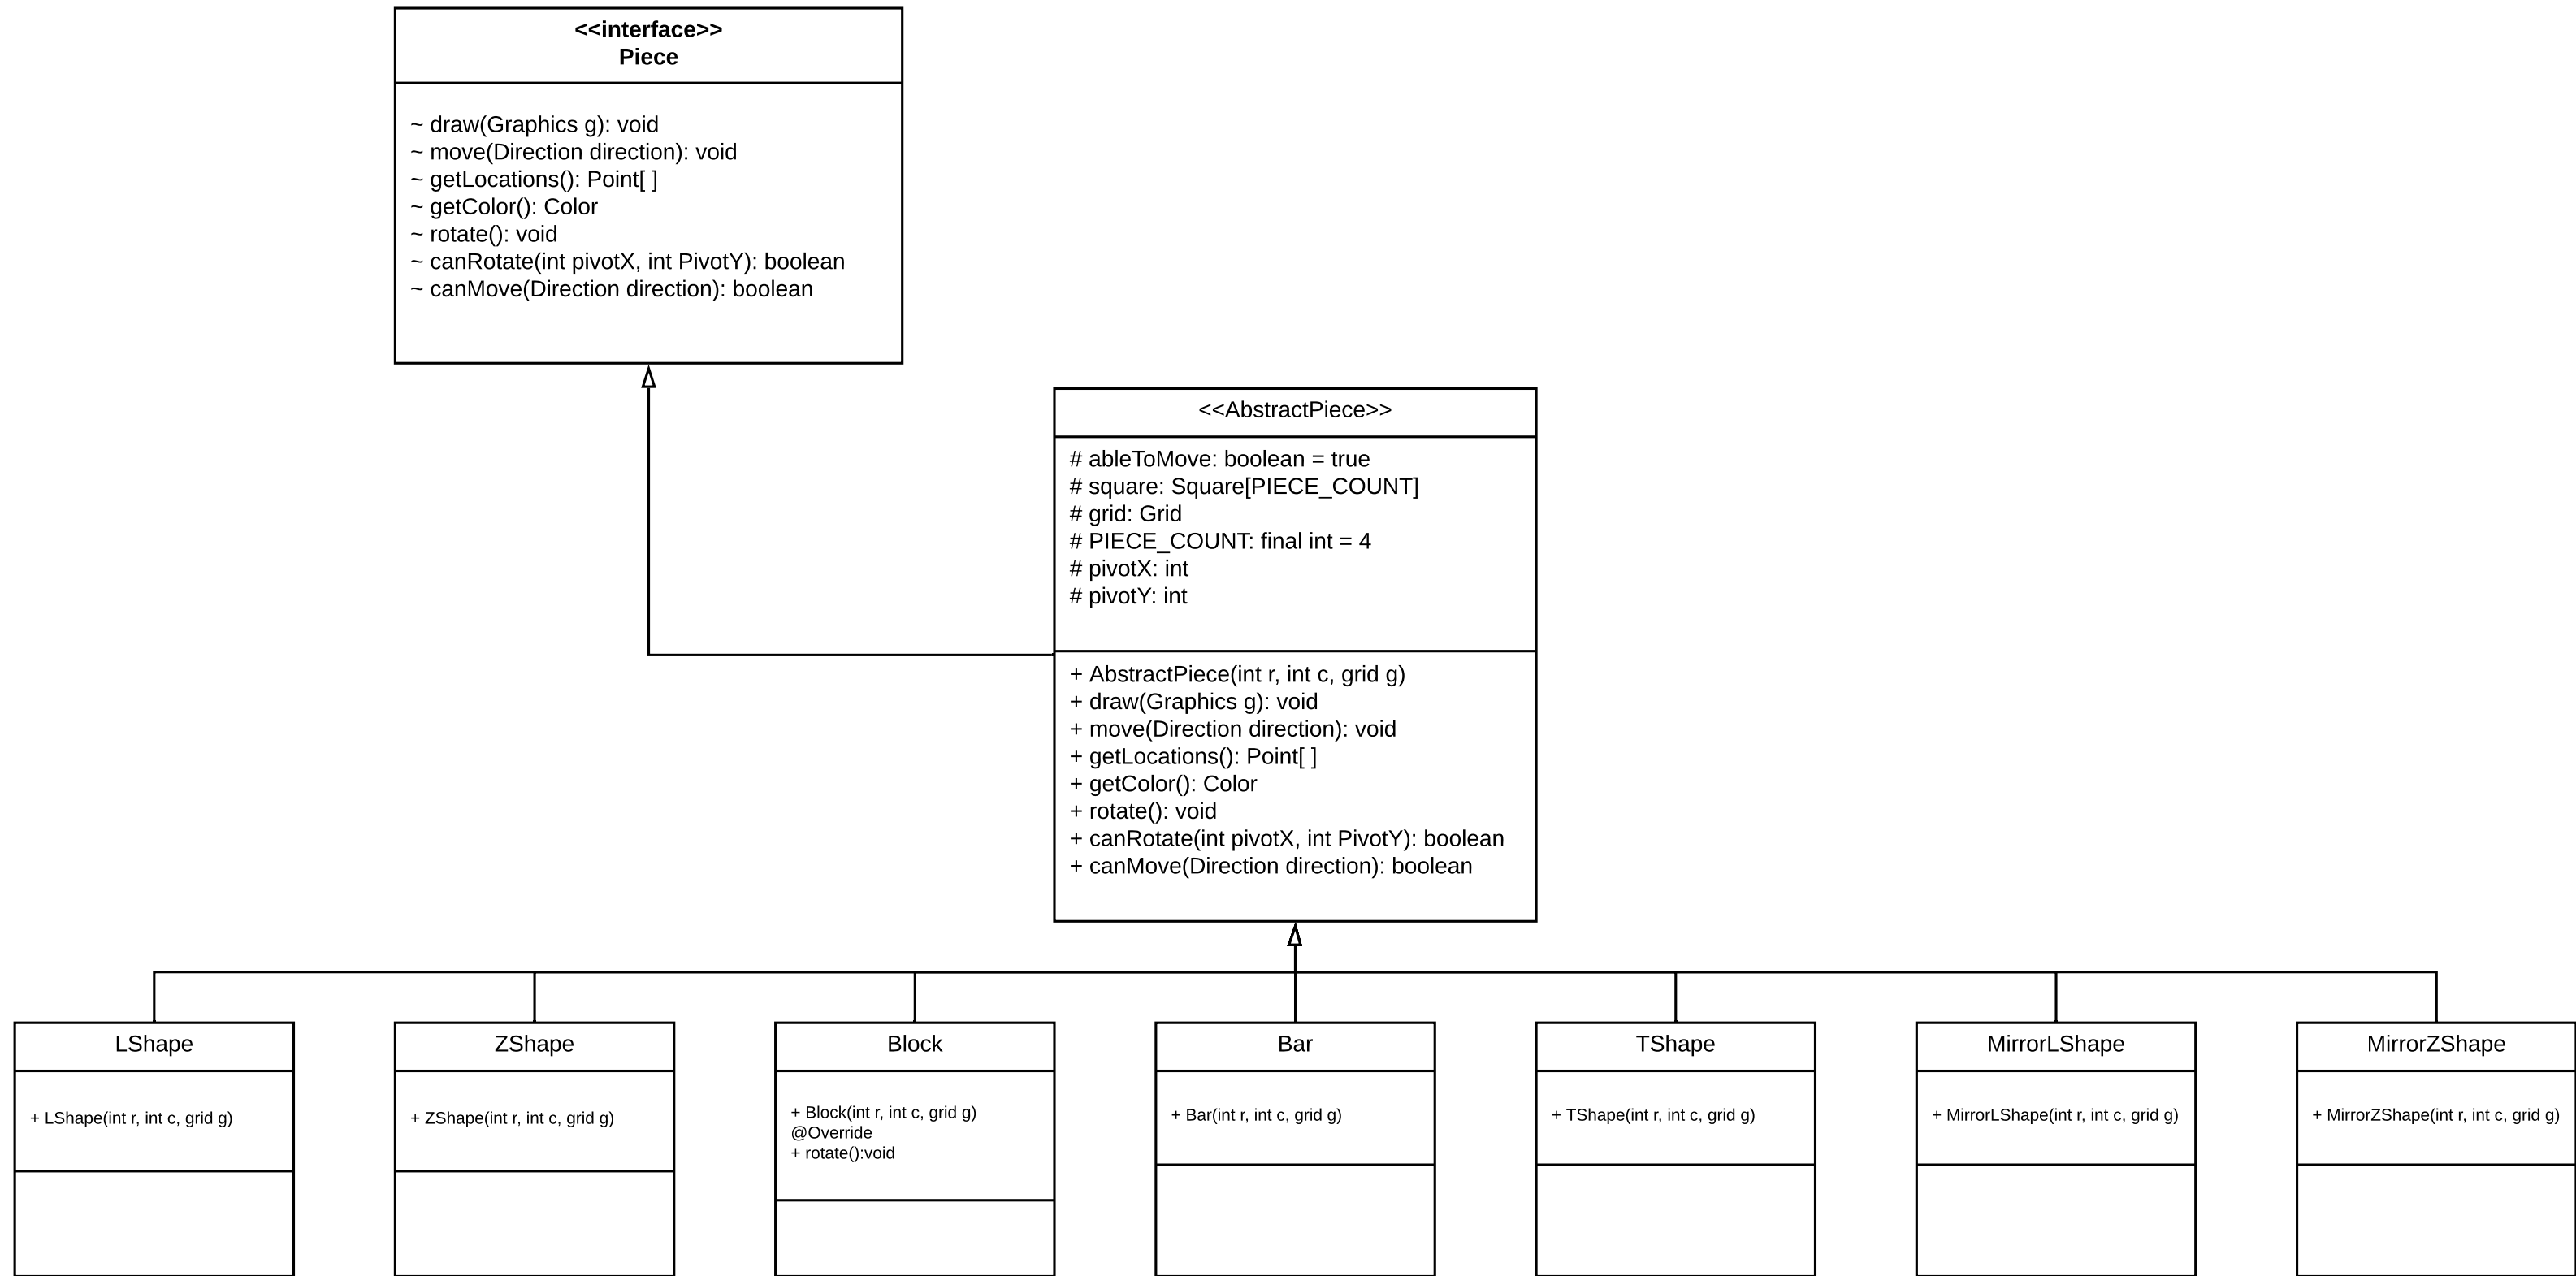 <<interface>>
Piece
~ draw(Graphics g): void
~ move(Direction direction): void
~ getLocations(): Point[ ]
~ getColor(): Color
~ rotate(): void
~ canRotate(int pivotX, int PivotY): boolean
~ canMove(Direction direction): boolean
<<AbstractPiece>>
# ableToMove: boolean = true
# square: Square[PIECE_COUNT]
# grid: Grid
# PIECE_COUNT: final int = 4
# pivotX: int
# pivotY: int
+ AbstractPiece(int r, int c, grid g)
+ draw(Graphics g): void
+ move(Direction direction): void
+ getLocations(): Point[ ]
+ getColor(): Color
+ rotate(): void
+ canRotate(int pivotX, int PivotY): boolean
+ canMove(Direction direction): boolean
LShape
+ LShape(int r, int c, grid g)
ZShape
+ ZShape(int r, int c, grid g)
Block
+ Block(int r, int c, grid g)
@Override
+ rotate():void
Bar
+ Bar(int r, int c, grid g)
TShape
+ TShape(int r, int c, grid g)
MirrorLShape
+ MirrorLShape(int r, int c, grid g)
MirrorZShape
+ MirrorZShape(int r, int c, grid g)